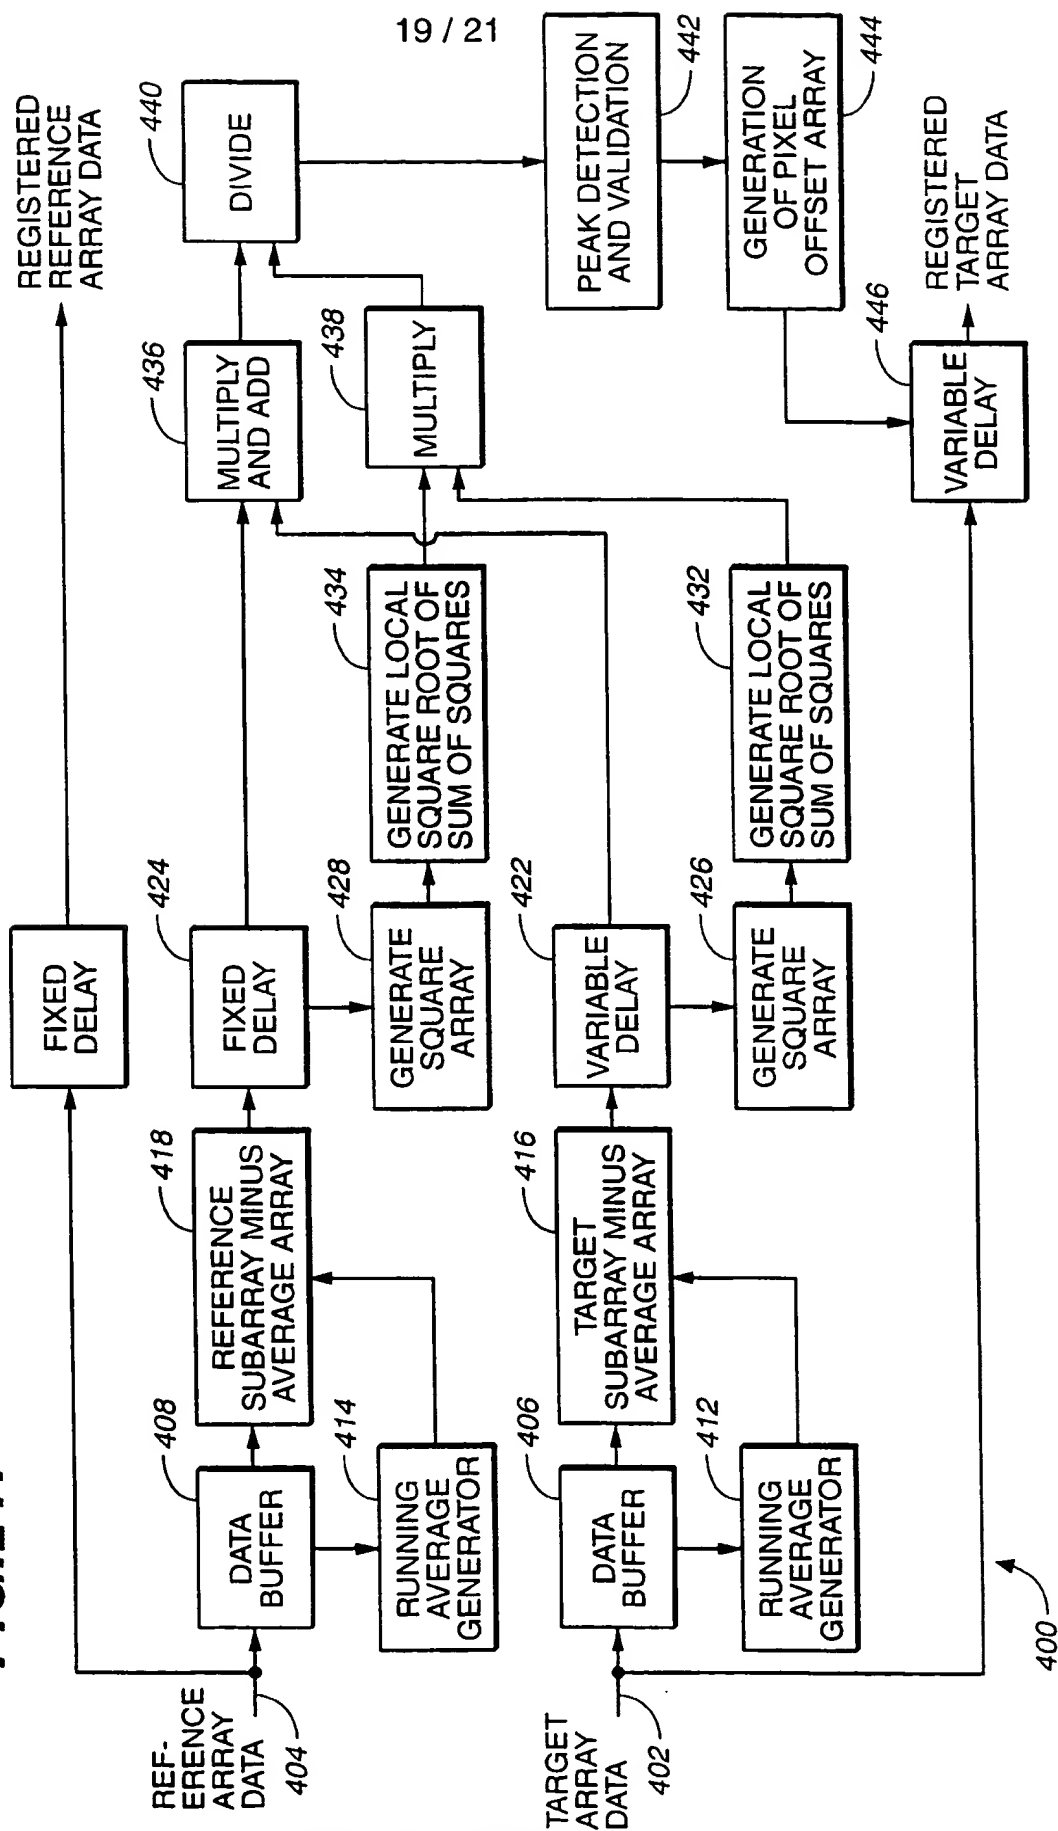 19 / 21
REGISTERED
REFERENCE
ARRAY DATA
FIXED
DELAY
REF-
ERENCE
ARRAY
DATA
404
408
DATA
BUFFER
418
REFERENCE
SUBARRAY MINUS
AVERAGE ARRAY
424
FIXED
DELAY
436
MULTIPLY
AND ADD
440
DIVIDE
414
RUNNING
AVERAGE
GENERATOR
428
GENERATE
SQUARE
ARRAY
434
GENERATE LOCAL
SQUARE ROOT OF
SUM OF SQUARES
438
MULTIPLY
TARGET
ARRAY
DATA
402
406
DATA
BUFFER
416
TARGET
SUBARRAY MINUS
AVERAGE ARRAY
422
VARIABLE
DELAY
PEAK DETECTION
AND VALIDATION
442
412
RUNNING
AVERAGE
GENERATOR
426
GENERATE
SQUARE
ARRAY
432
GENERATE LOCAL
SQUARE ROOT OF
SUM OF SQUARES
GENERATION
OF PIXEL
OFFSET ARRAY
444
446
VARIABLE
DELAY
REGISTERED
TARGET
ARRAY DATA
400